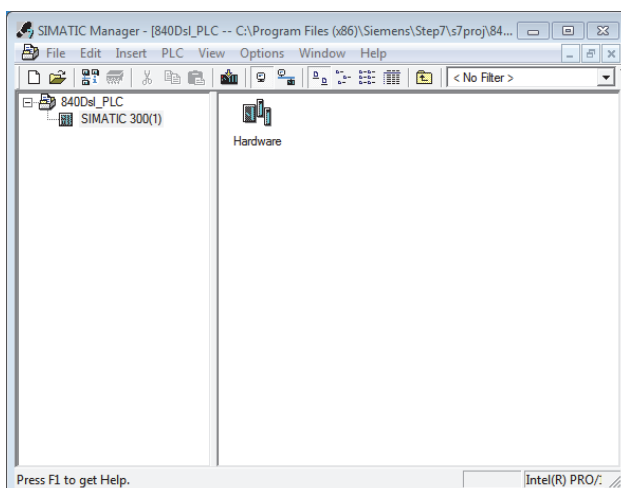 SIMATIC Manager - [840Dsl_PLC -- C:\Program Files (x86)\Siemens\Step7\s7proj\84...
File Edit Insert PLC View Options Window Help
< No Filter >
840Dsl_PLC
SIMATIC 300(1)
Hardware
Press F1 to get Help.
Intel(R) PRO/: